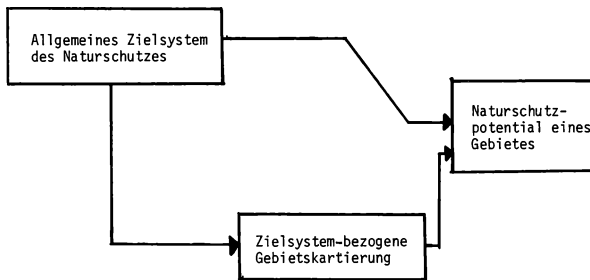 Allgemeines Zielsystem
des Naturschutzes
Naturschutz-
potential eines
Gebietes
Zielsystem-bezogene
Gebietskartierung